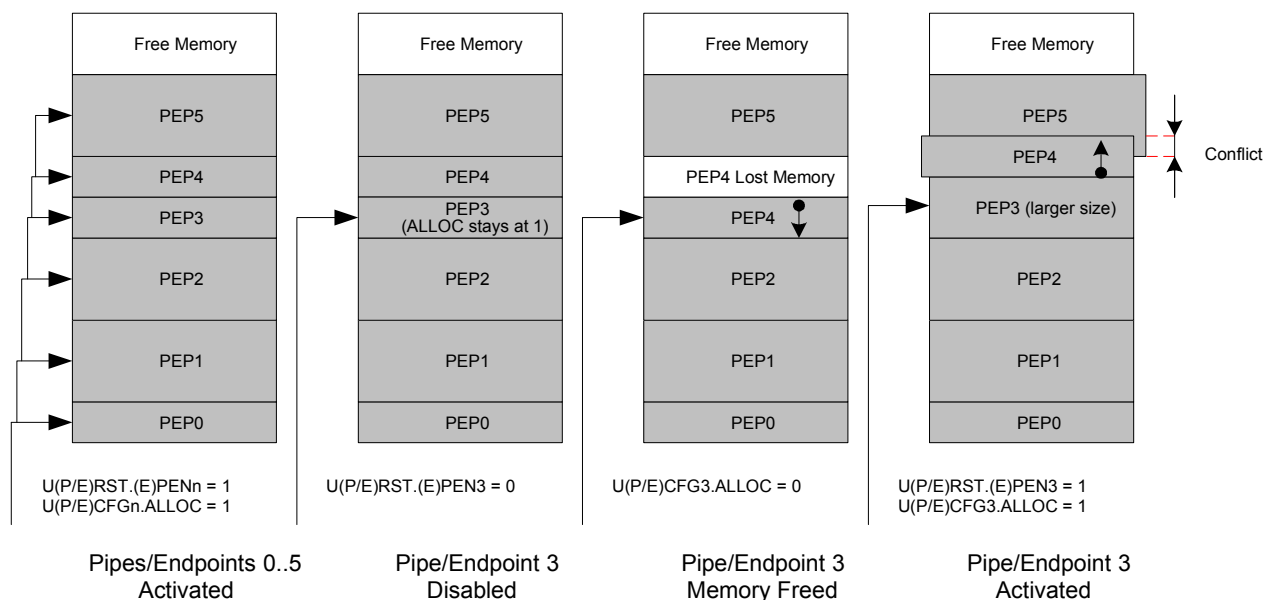 Free Memory
PEP5
PEP4
PEP3
PEP2
PEP1
PEP0
U(P/E)RST.(E)PENn = 1
U(P/E)CFGn.ALLOC = 1
Pipes/Endpoints 0..5
Activated
Free Memory
PEP5
PEP4
PEP3
(ALLOC stays at 1)
PEP2
PEP1
PEP0
U(P/E)RST.(E)PEN3 = 0
Pipe/Endpoint 3
Disabled
Free Memory
PEP5
PEP4 Lost Memory
PEP4
PEP2
PEP1
PEP0
U(P/E)CFG3.ALLOC = 0
Pipe/Endpoint 3
Memory Freed
Free Memory
PEP5
PEP4
Conflict
PEP3 (larger size)
PEP2
PEP1
PEP0
U(P/E)RST.(E)PEN3 = 1
U(P/E)CFG3.ALLOC = 1
Pipe/Endpoint 3
Activated